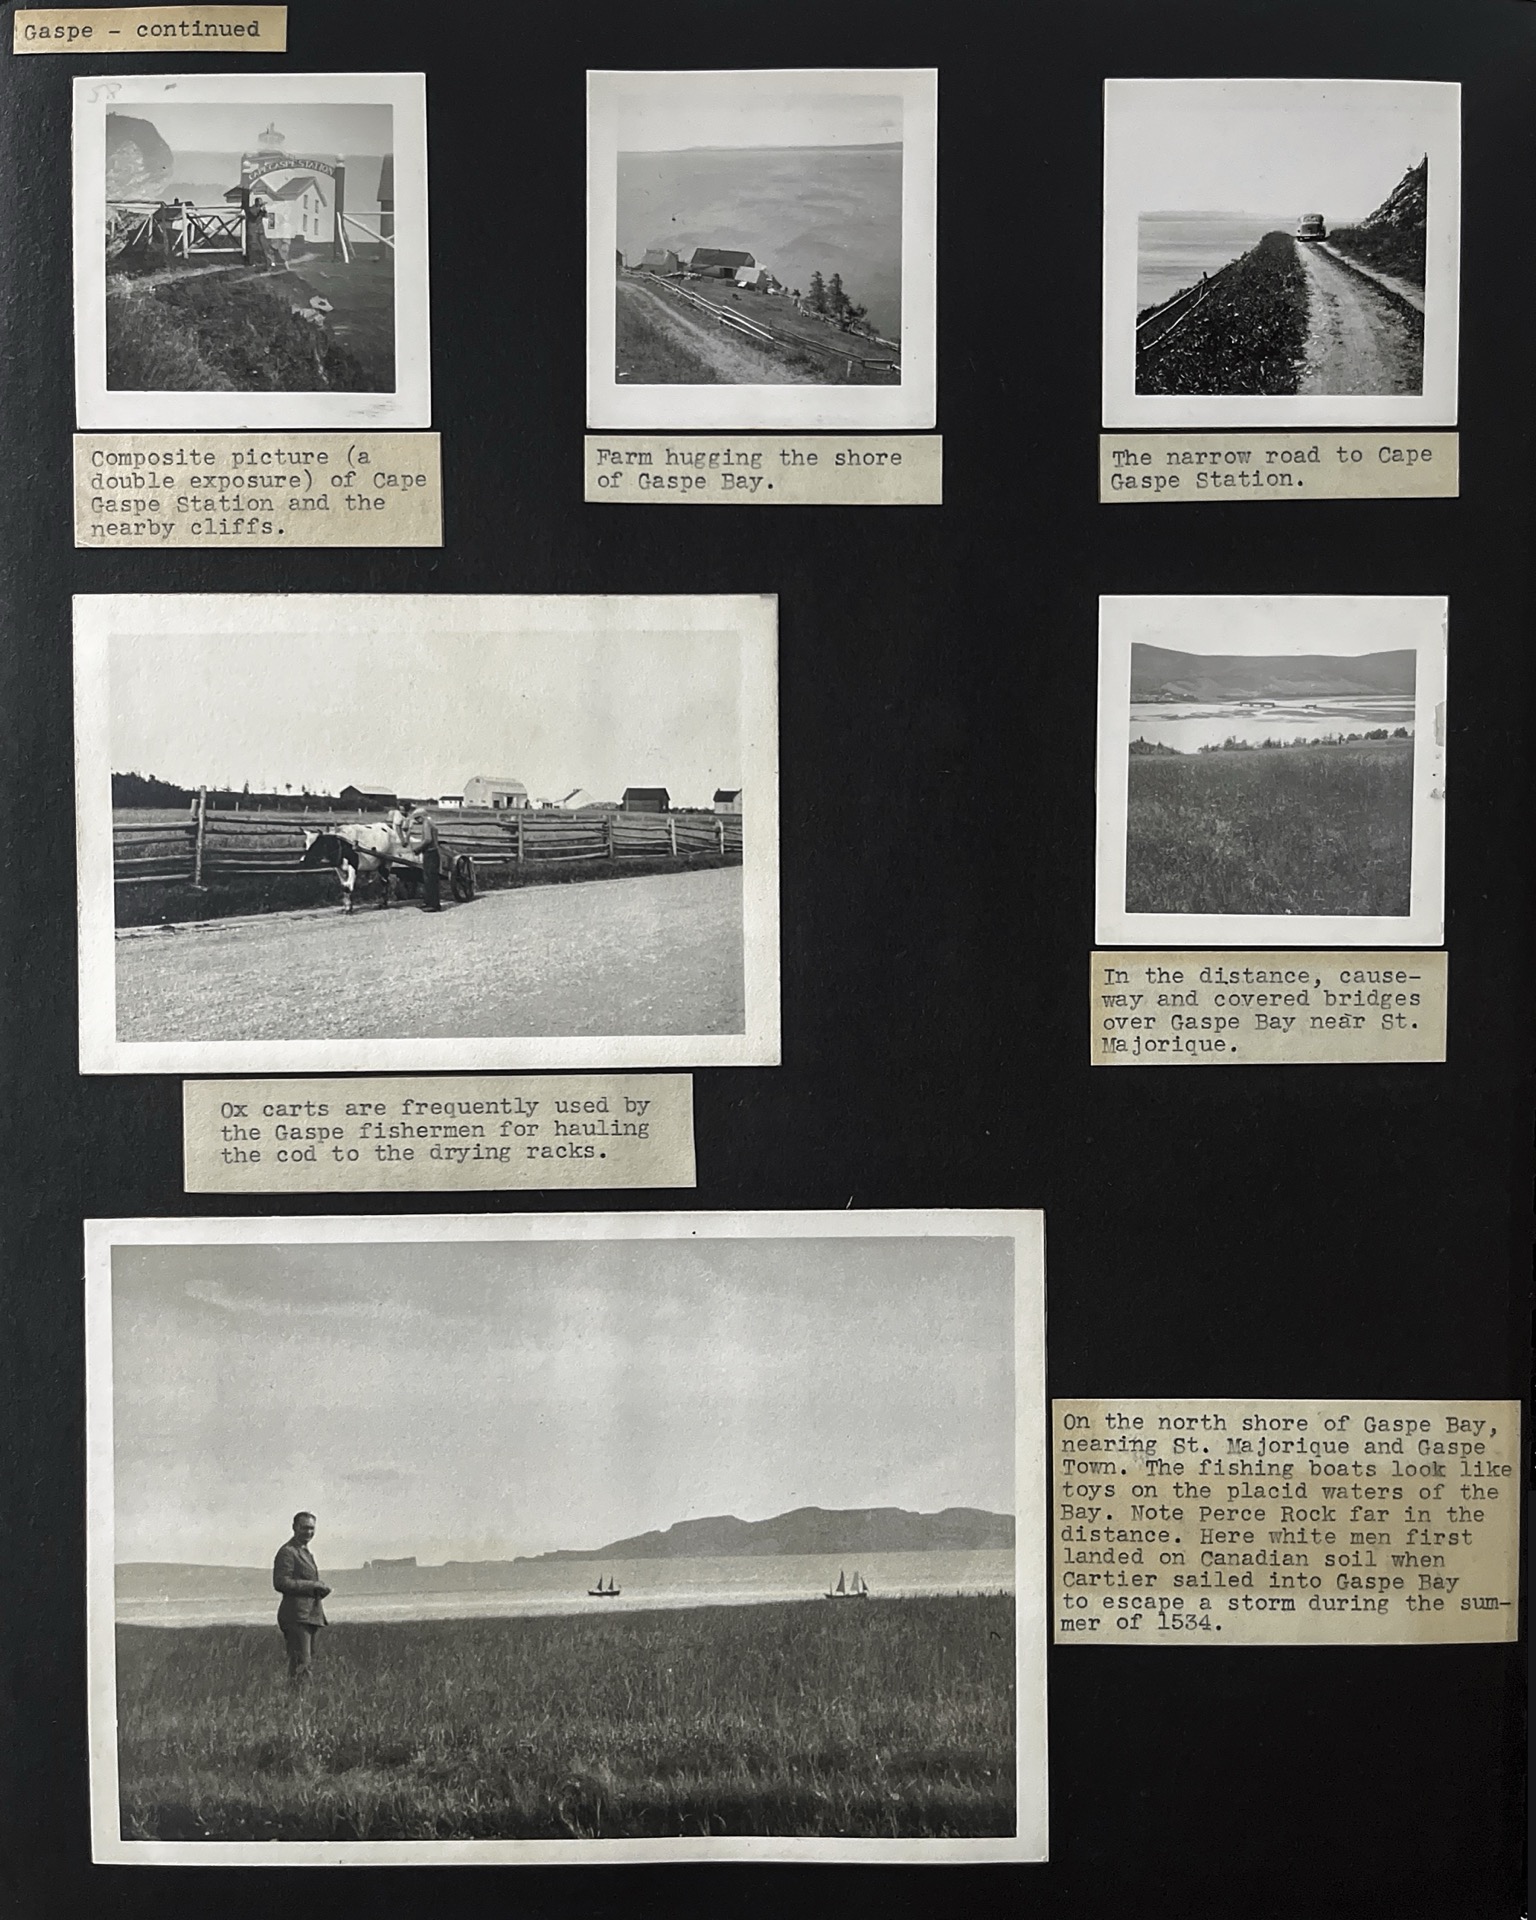 Gaspe - continued
38
CAPE GASPE STATION
Composite picture (a
double exposure) of Cape
Gaspe Station and the
nearby cliffs.
Farm hugging the shore
of Gaspe Bay.
The narrow road to Cape
Gaspe Station.
Ox carts are frequently used by
the Gaspe fishermen for hauling
the cod to the drying racks.
In the distance, cause-
way and covered bridges
over Gaspe Bay near St.
Majorique.
On the north shore of Gaspe Bay,
nearing St. Majorique and Gaspe
Town. The fishing boats look like
toys on the placid waters of the
Bay. Note Perce Rock far in the
distance. Here white men first
landed on Canadian soil when
Cartier sailed into Gaspe Bay
to escape a storm during the sum-
mer of 1534.